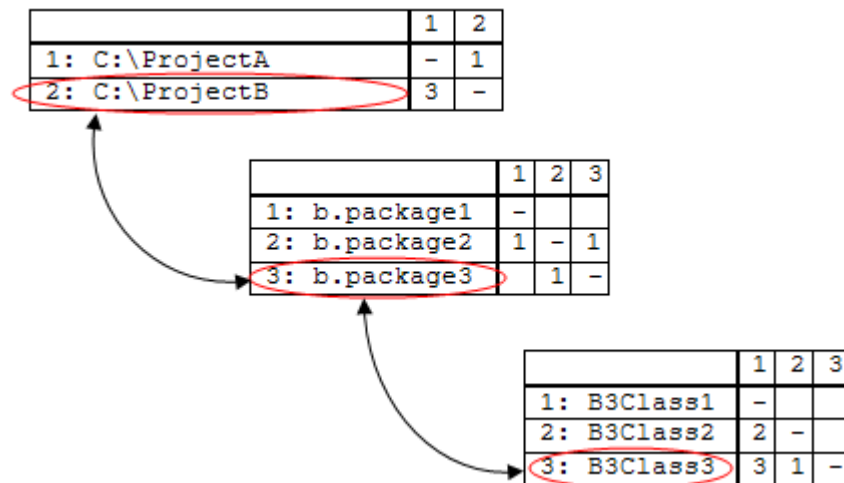 1 2
1: C:\ProjectA - 1
2: C:\ProjectB 3 -
1 2 3
1: b.package1 -
2: b.package2 1 - 1
3: b.package3 1 -
1 2 3
1: B3Class1 -
2: B3Class2 2 -
3: B3Class3 3 1 -